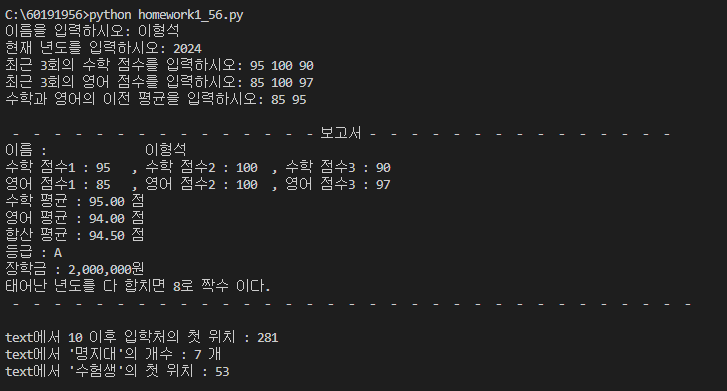 C:\60191956>python homework1_56.py
이름을 입력하시오: 이형석
현재 년도를 입력하시오: 2024
최근 3회의 수학 점수를 입력하시오: 95 100 90
최근 3회의 영어 점수를 입력하시오: 85 100 97
수학과 영어의 이전 평균을 입력하시오: 85 95
- - - - - - - - - - - - - - - - - - 보고서 - - - - - - - - - - - - - - - - - -
이름 : 이형석
수학 점수1 : 95 , 수학 점수2 : 100 , 수학 점수3 : 90
영어 점수1 : 85 , 영어 점수2 : 100 , 영어 점수3 : 97
수학 평균 : 95.00 점
영어 평균 : 94.00 점
합산 평균 : 94.50 점
등급 : A
장학금 : 2,000,000원
태어난 년도를 다 합치면 8로 짝수 이다.
- - - - - - - - - - - - - - - - - - - - - - - - - - - - - - - - - - - - - - -
text에서 10 이후 입학처의 첫 위치 : 281
text에서 '명지대'의 개수 : 7 개
text에서 '수험생'의 첫 위치 : 53